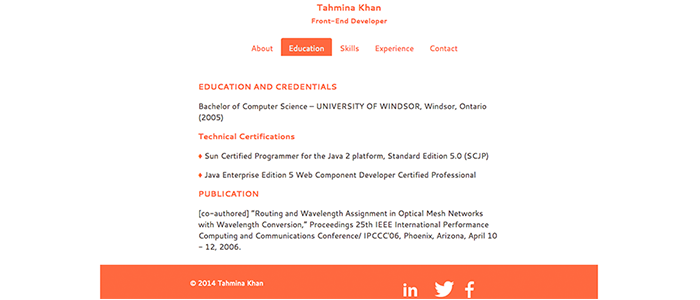 Tahmina Khan
Front-End Developer
About Education Skills Experience Contact
EDUCATION AND CREDENTIALS
Bachelor of Computer Science – UNIVERSITY OF WINDSOR, Windsor, Ontario
(2005)
Technical Certifications
♦ Sun Certified Programmer for the Java 2 platform, Standard Edition 5.0 (SCJP)
♦ Java Enterprise Edition 5 Web Component Developer Certified Professional
PUBLICATION
[co-authored] “Routing and Wavelength Assignment in Optical Mesh Networks
with Wavelength Conversion,” Proceedings 25th IEEE International Performance
Computing and Communications Conference/ IPCCC'06, Phoenix, Arizona, April 10
- 12, 2006.
© 2014 Tahmina Khan